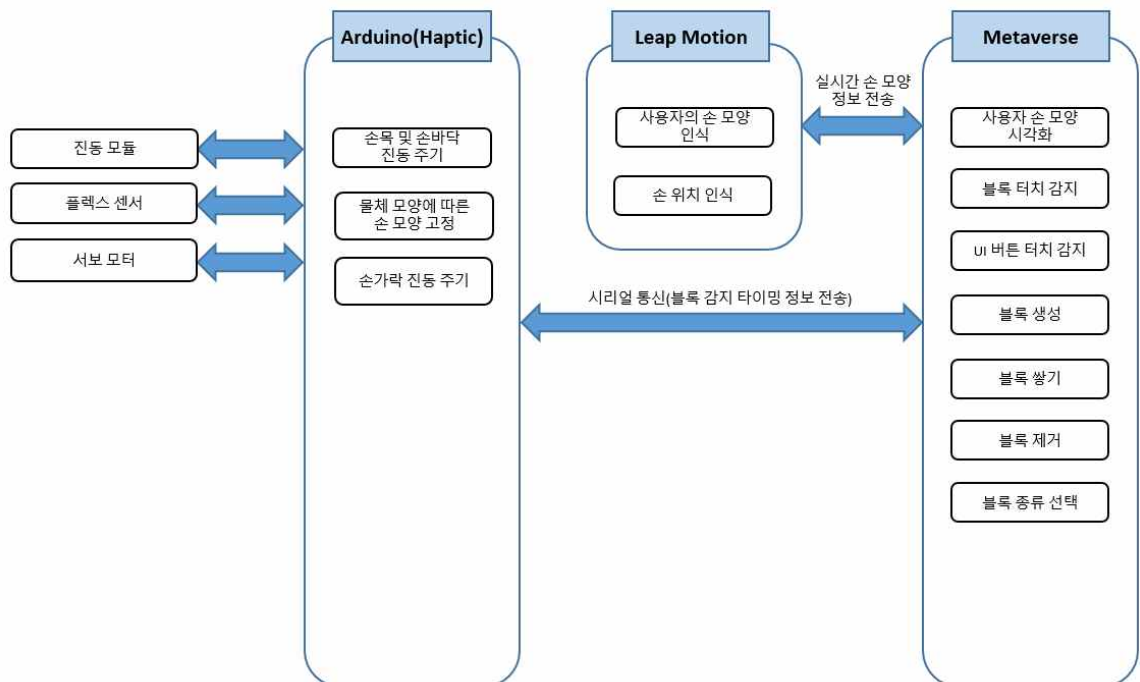 Arduino(Haptic)
Leap Motion
Metaverse
실시간 손 모양
정보 전송
진동 모듈
플렉스 센서
서보 모터
손목 및 손바닥
진동 주기
물체 모양에 따른
손 모양 고정
손가락 진동 주기
사용자의 손 모양
인식
손 위치 인식
시리얼 통신(블록 감지 타이밍 정보 전송)
사용자 손 모양
시각화
블록 터치 감지
UI 버튼 터치 감지
블록 생성
블록 쌓기
블록 제거
블록 종류 선택